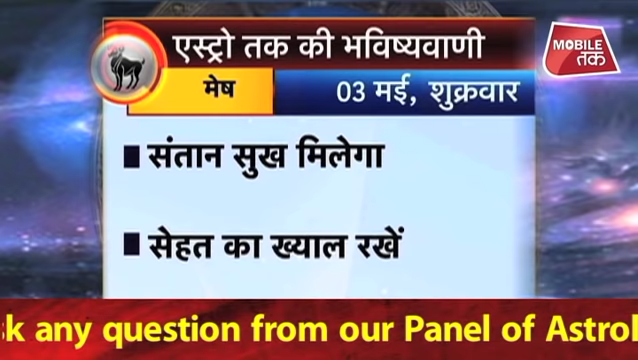 एस्ट्रो तक की भविष्यवाणी
MOBILE
तक
मेष
03 मई, शुक्रवार
संतान सुख मिलेगा
सेहत का ख्याल रखें
sk any question from our Panel of Astrol